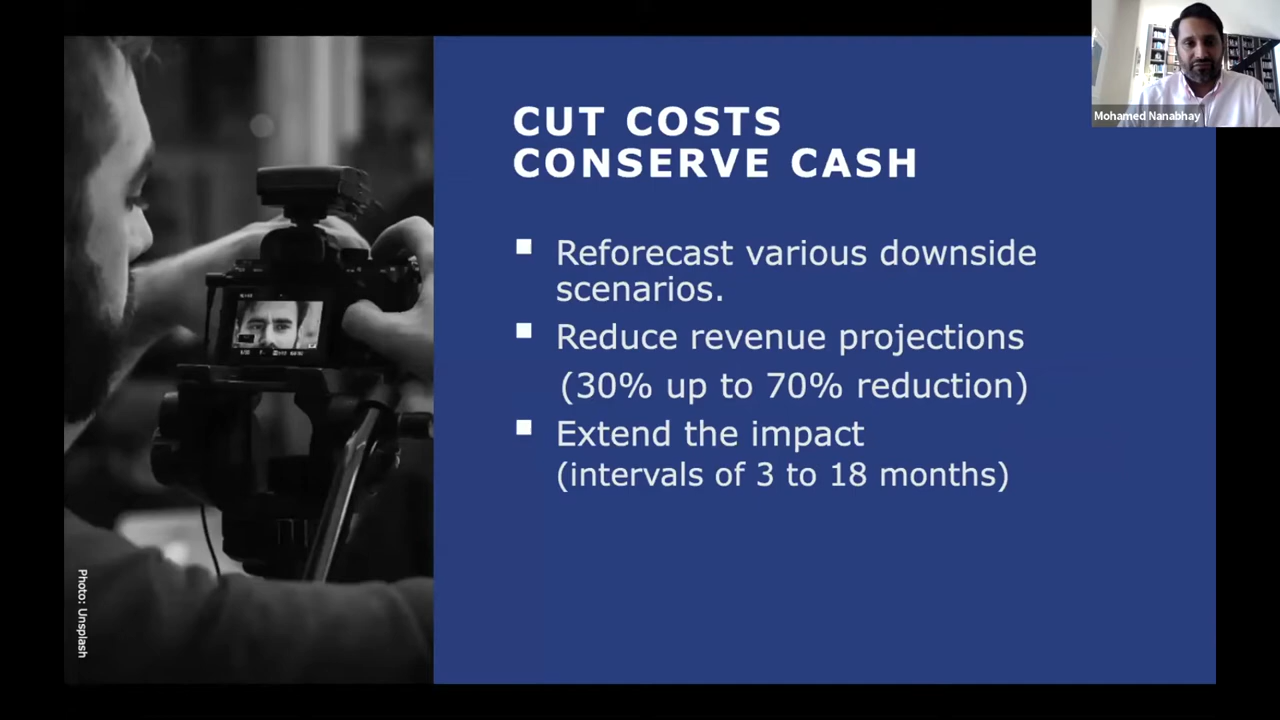 CUT COSTS
CONSERVE CASH
Reforecast various downside
scenarios.
Reduce revenue projections
(30% up to 70% reduction)
Extend the impact
(intervals of 3 to 18 months)
Mohamed Nanabhay
Photo: Unsplash